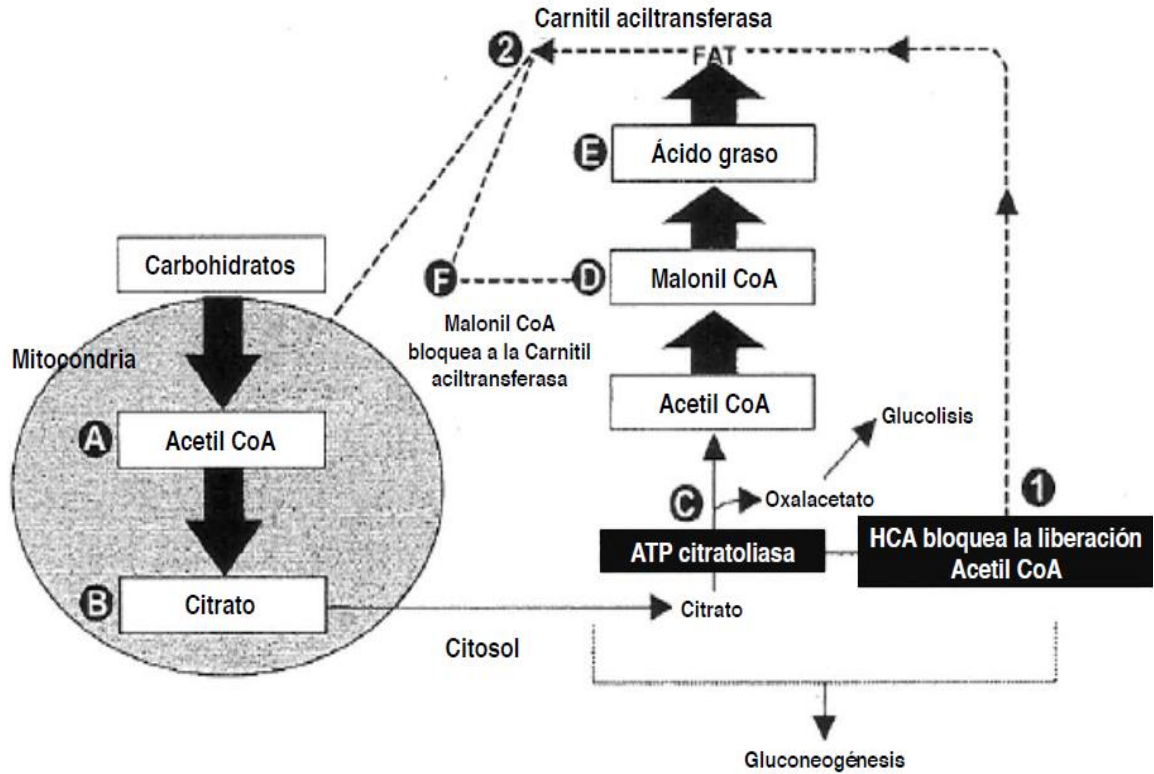 Carnitil aciltransferasa
2
FAT
E
Ácido graso
Carbohidratos
F
D
Malonil CoA
Malonil CoA
bloquea a la Carnitil
aciltransferasa
Mitocondria
A
Acetil CoA
Acetil CoA
Glucolisis
C
Oxalacetato
1
ATP citratoliasa
HCA bloquea la liberación
Acetil CoA
B
Citrato
Citrato
Citosol
Gluconeogénesis